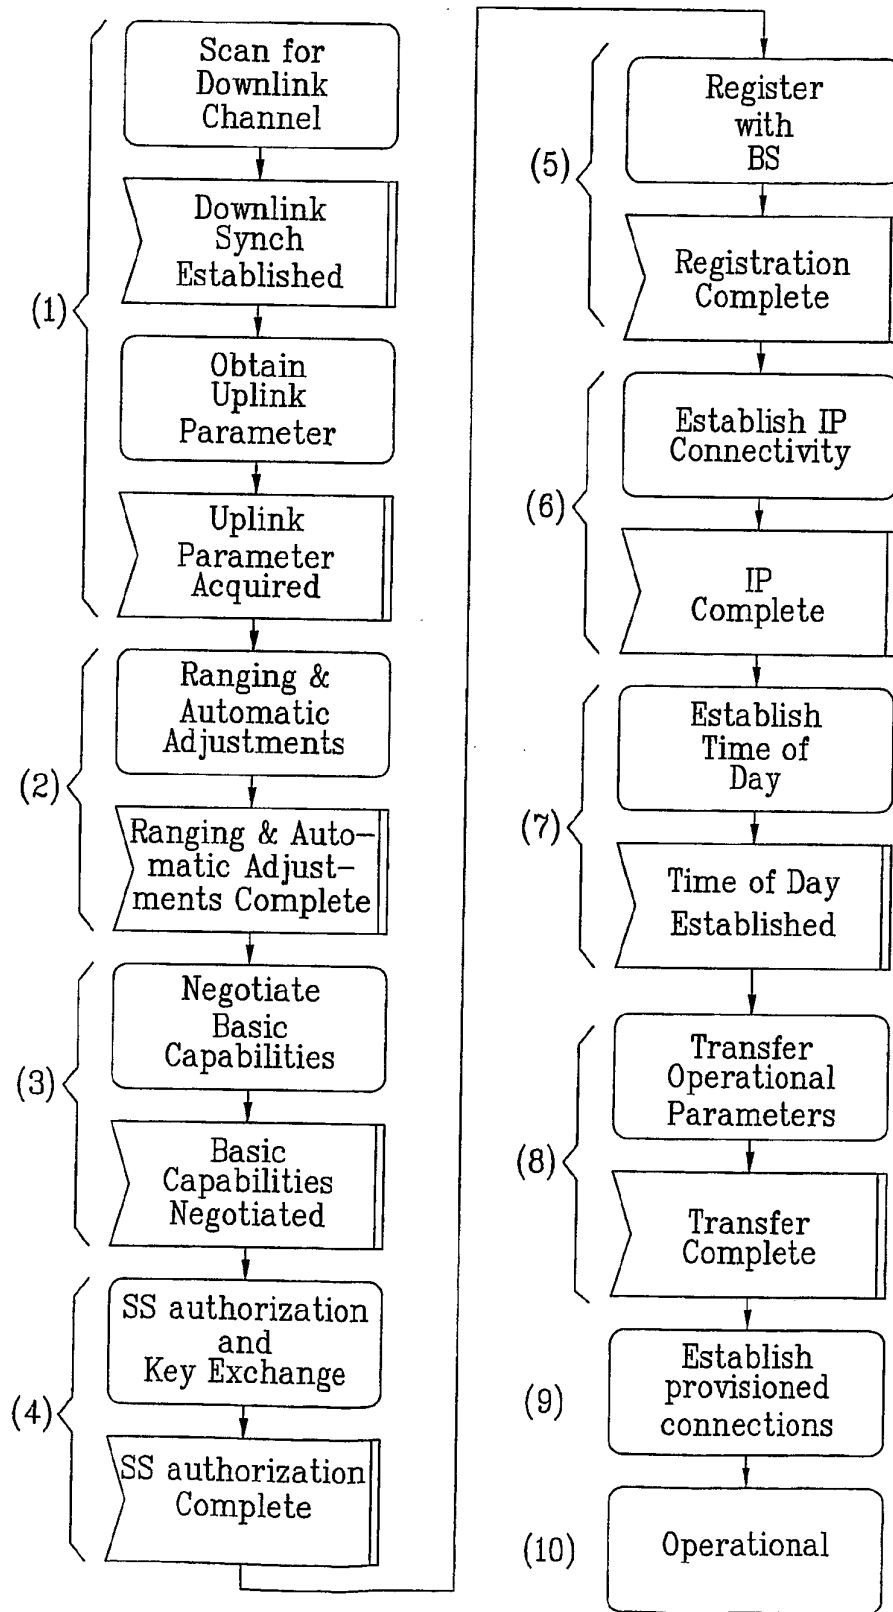 Scan for
Downlink
Channel
Downlink
Synch
Established
(1)
Obtain
Uplink
Parameter
Uplink
Parameter
Acquired
Ranging &
Automatic
Adjustments
(2)
Ranging & Auto-
matic Adjust-
ments Complete
Negotiate
Basic
Capabilities
(3)
Basic
Capabilities
Negotiated
SS authorization
and
Key Exchange
(4)
SS authorization
Complete
Register
with
BS
(5)
Registration
Complete
Establish IP
Connectivity
(6)
IP
Complete
Establish
Time of
Day
(7)
Time of Day
Established
Transfer
Operational
Parameters
(8)
Transfer
Complete
Establish
provisioned
connections
(9)
Operational
(10)